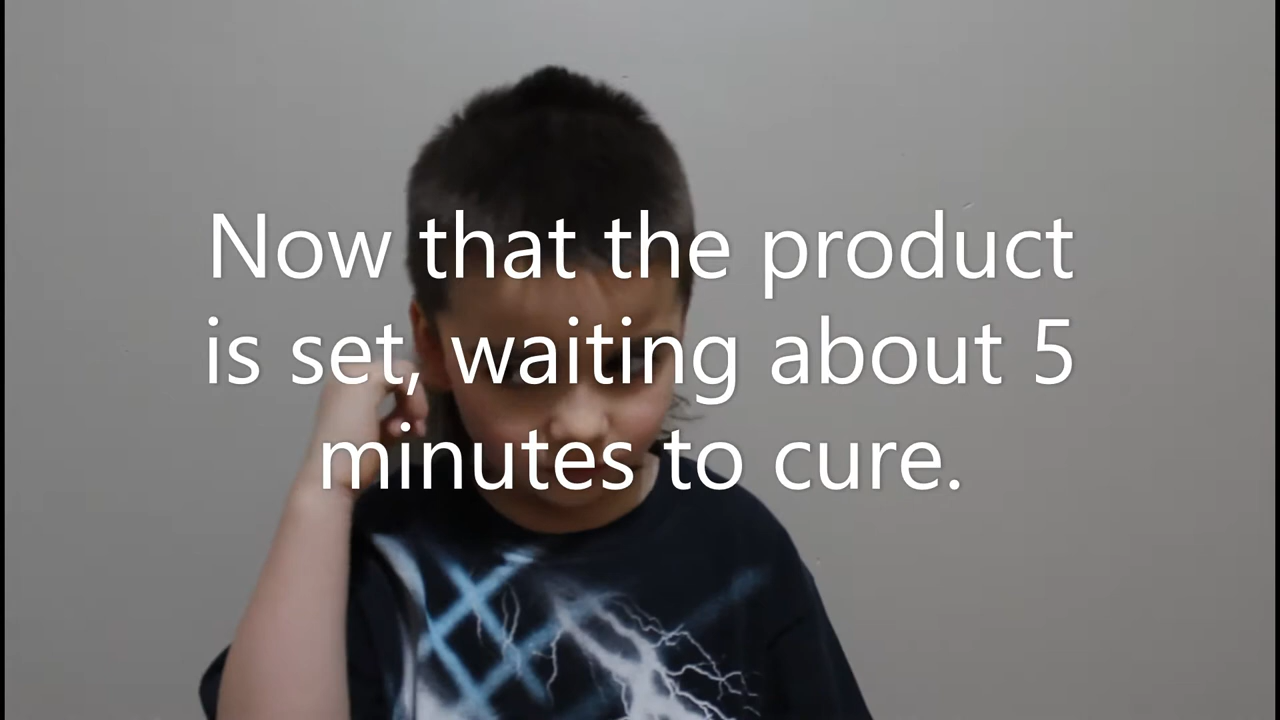 Now that the product
is set, waiting about 5
minutes to cure.